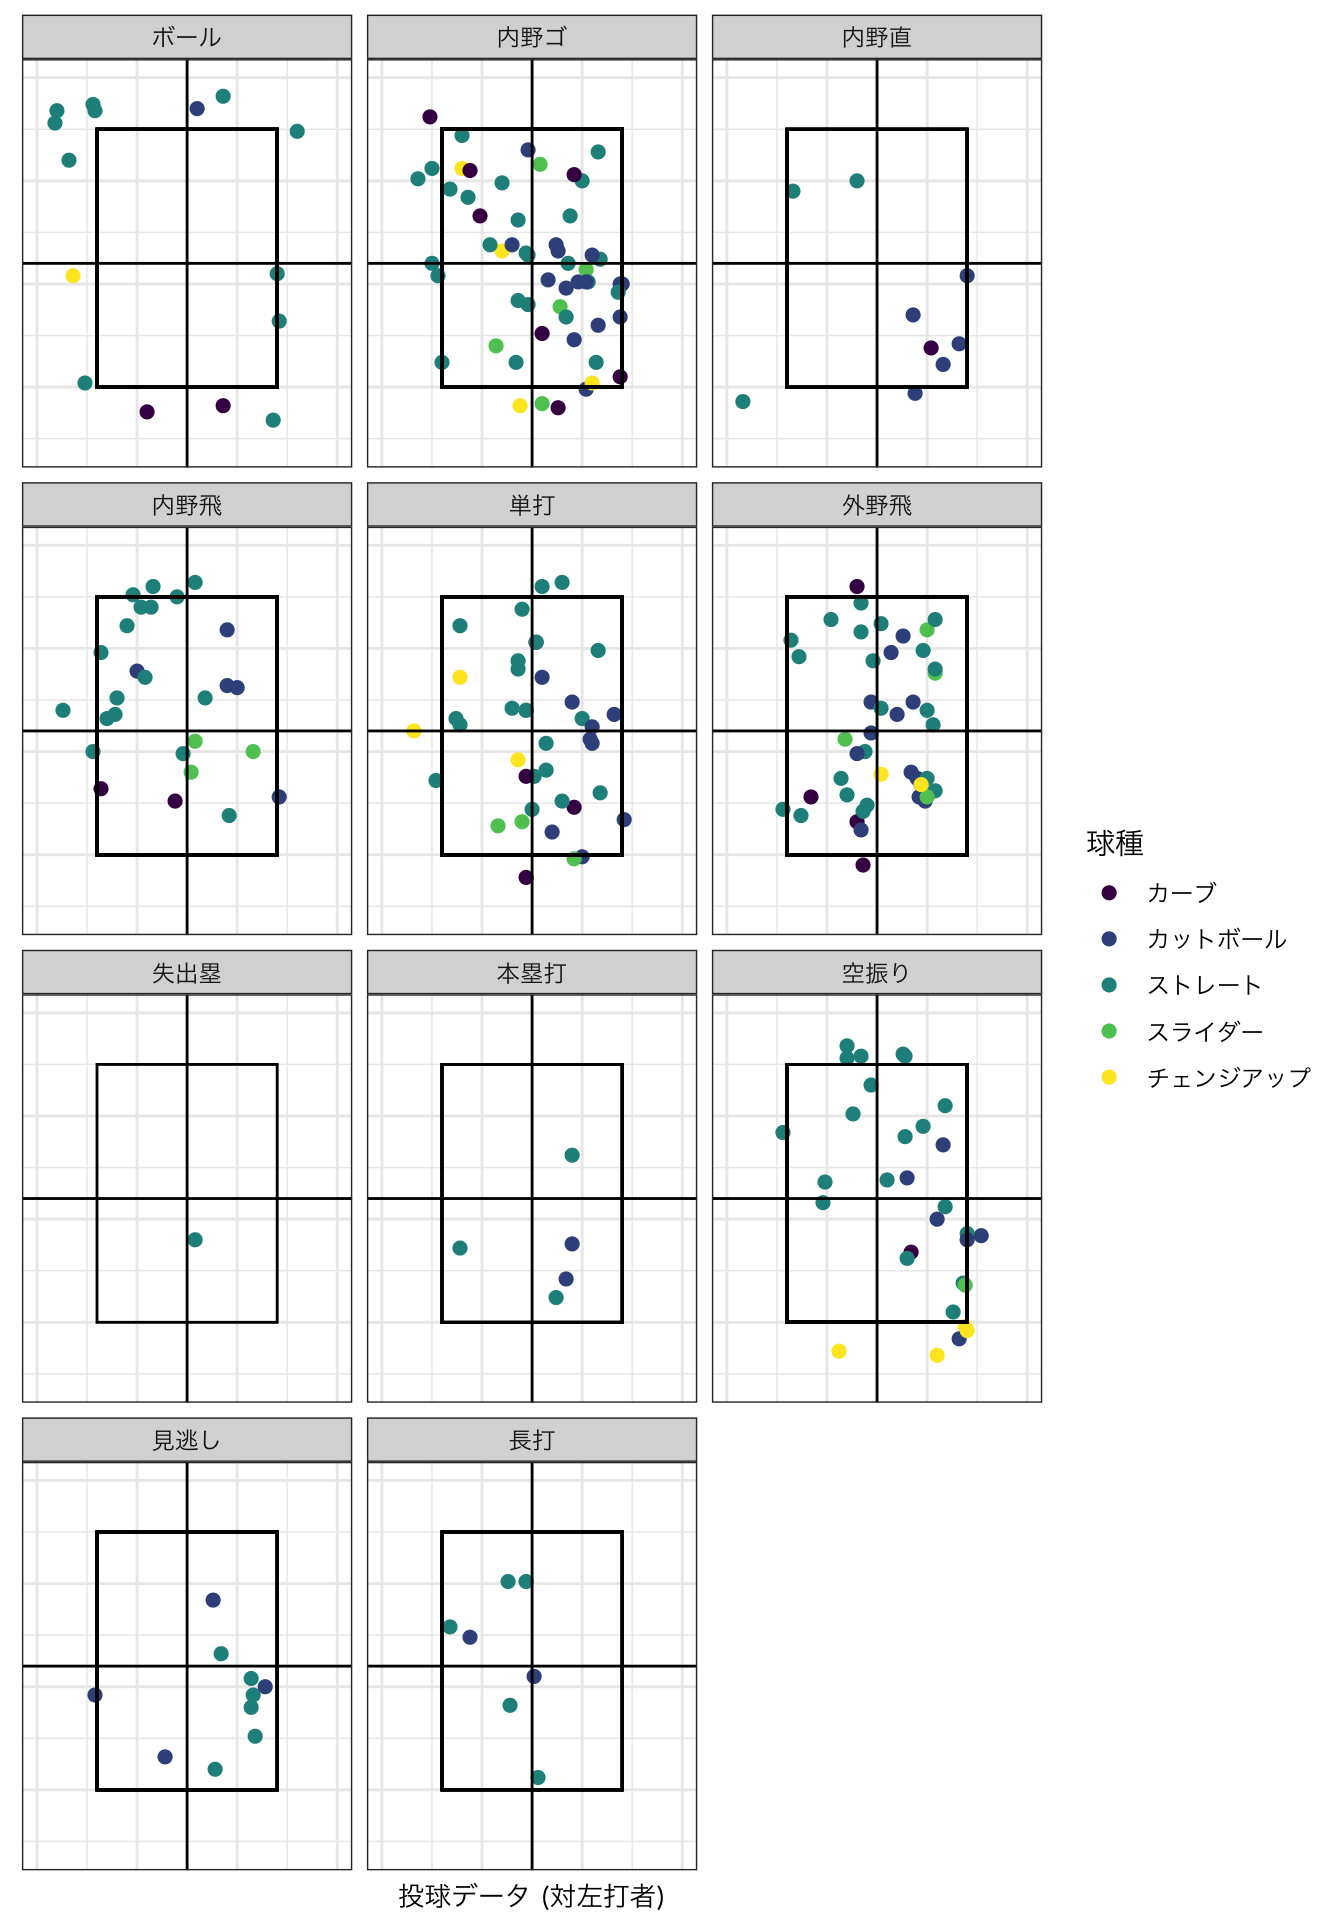 ボール
内野ゴ
内野直
内野飛
単打
外野飛
失出塁
本塁打
空振り
見逃し
長打
球種
カーブ
カットボール
ストレート
スライダー
チェンジアップ
投球データ (対左打者)